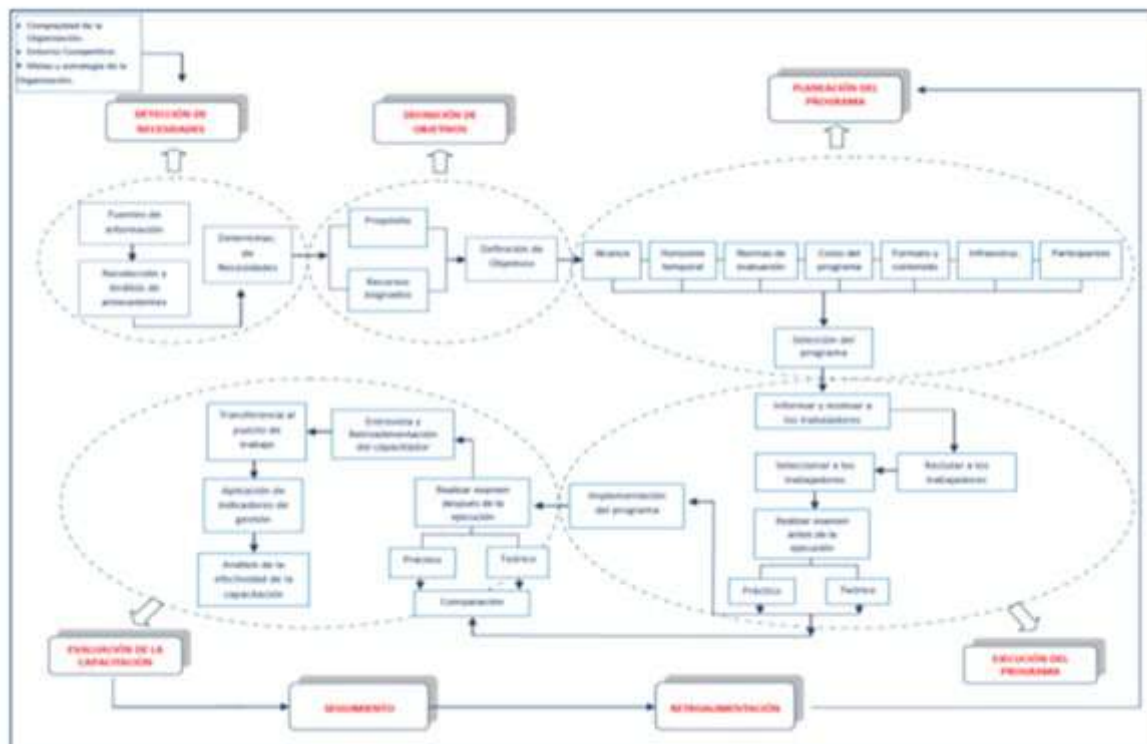 • Complejidad de la
Organización.
• Entorno Competitivo
• Metas y estrategia de la
Organización.
DETECCIÓN DE
NECESIDADES
DEFINICIÓN DE
OBJETIVOS
PLANEACIÓN DEL
PROGRAMA
Fuentes de
información
Recolección y
Análisis de
antecedentes
de
Necesidades
Propósito
Recursos
Asignados
Definición de
Objetivos
Alcance
Horizonte
temporal
Normas de
evaluación
Costo del
programa
Formato y
contenido
Infraestruc.
Participantes
Selección del
programa
Informar y motivar a
los trabajadores
Reclutar a los
trabajadores
Seleccionar a los
trabajadores
Realizar examen
antes de la
ejecución
Práctico
Teórico
Implementación
del programa
Realizar examen
después de la
ejecución
Práctico
Teórico
Comparación
Entrevista y
Retroalimentación
del capacitador
Transferencia al
puesto de
trabajo
Aplicación de
indicadores de
gestión
Análisis de la
efectividad de la
capacitación
EVALUACIÓN DE LA
CAPACITACIÓN
EJECUCIÓN DEL
PROGRAMA
SEGUIMIENTO
RETROALIMENTACIÓN